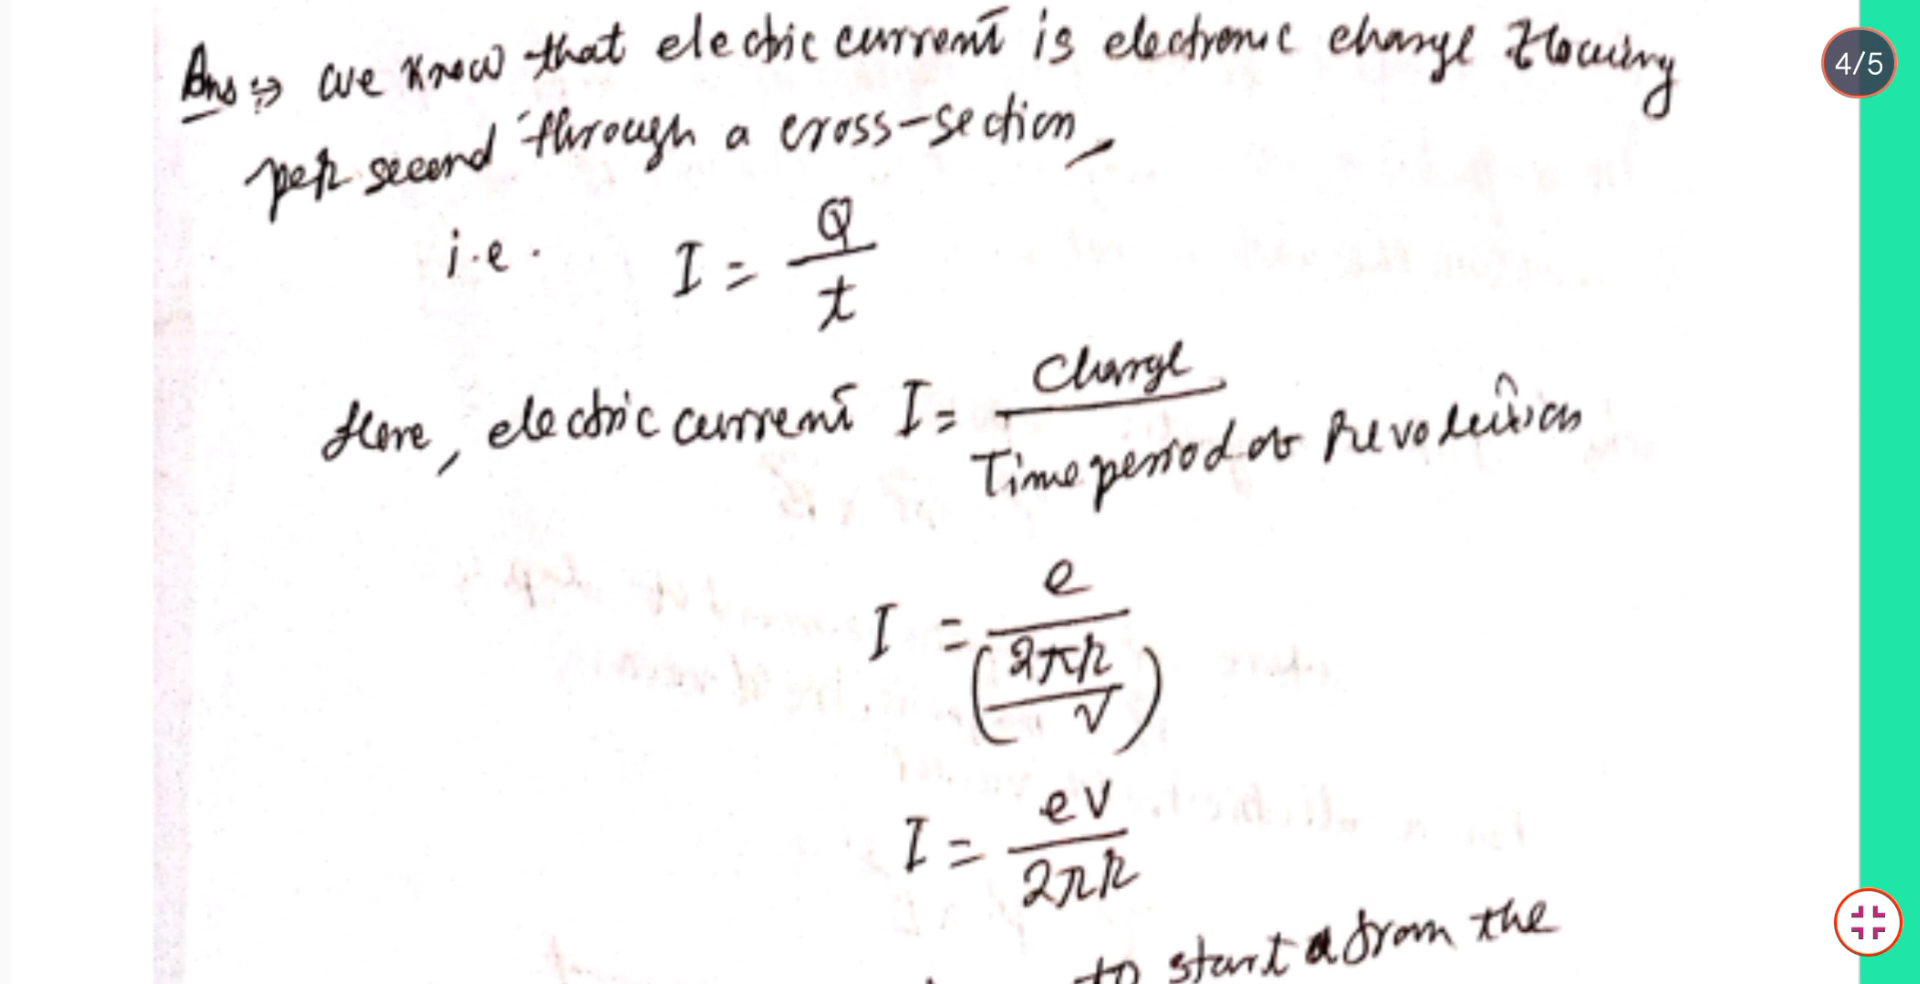 4/5
Ans :→ we know that electric current is electronic charge flowing
per second through a cross-section,
i.e. I = Q/t
Here, electric current I = Charge / Time period of Revolution
I = e / (2πr / v)
I = ev / 2πr
to start a from the